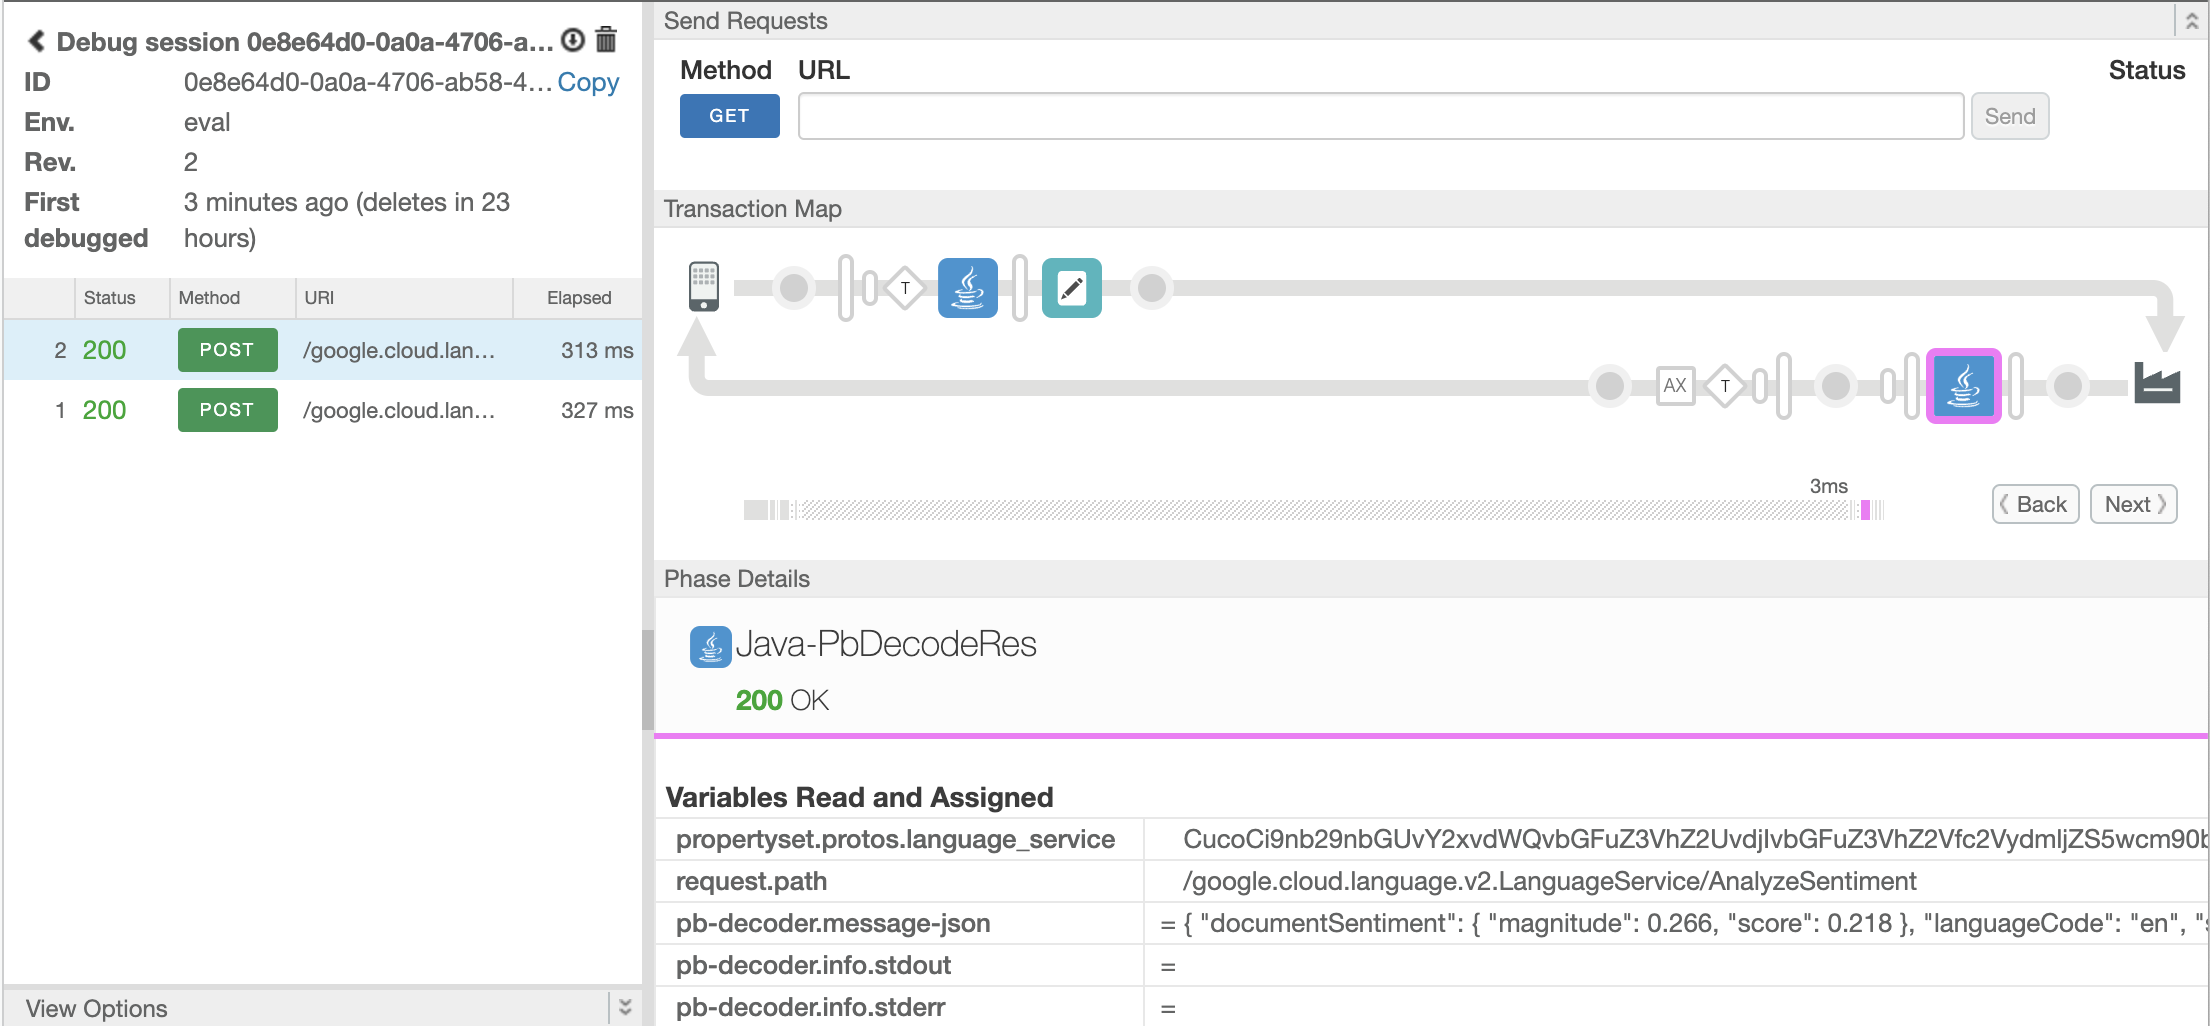 Debug session 0e8e64d0-0a0a-4706-a...
ID 0e8e64d0-0a0a-4706-ab58-4... Copy
Env. eval
Rev. 2
First debugged 3 minutes ago (deletes in 23 hours)
Status Method URI Elapsed
2 200 POST /google.cloud.lan... 313 ms
1 200 POST /google.cloud.lan... 327 ms
View Options
Send Requests
Method URL Status
GET Send
Transaction Map
T
AX T
3ms
Back Next
Phase Details
Java-PbDecodeRes
200 OK
Variables Read and Assigned
propertyset.protos.language_service CucoCi9nb29nbGUvY2xvdWQvbGFuZ3VhZ2UvdjIvbGFuZ3VhZ2Vfc2VydmljZS5wcm90b
request.path /google.cloud.language.v2.LanguageService/AnalyzeSentiment
pb-decoder.message-json = { "documentSentiment": { "magnitude": 0.266, "score": 0.218 }, "languageCode": "en", "s
pb-decoder.info.stdout =
pb-decoder.info.stderr =